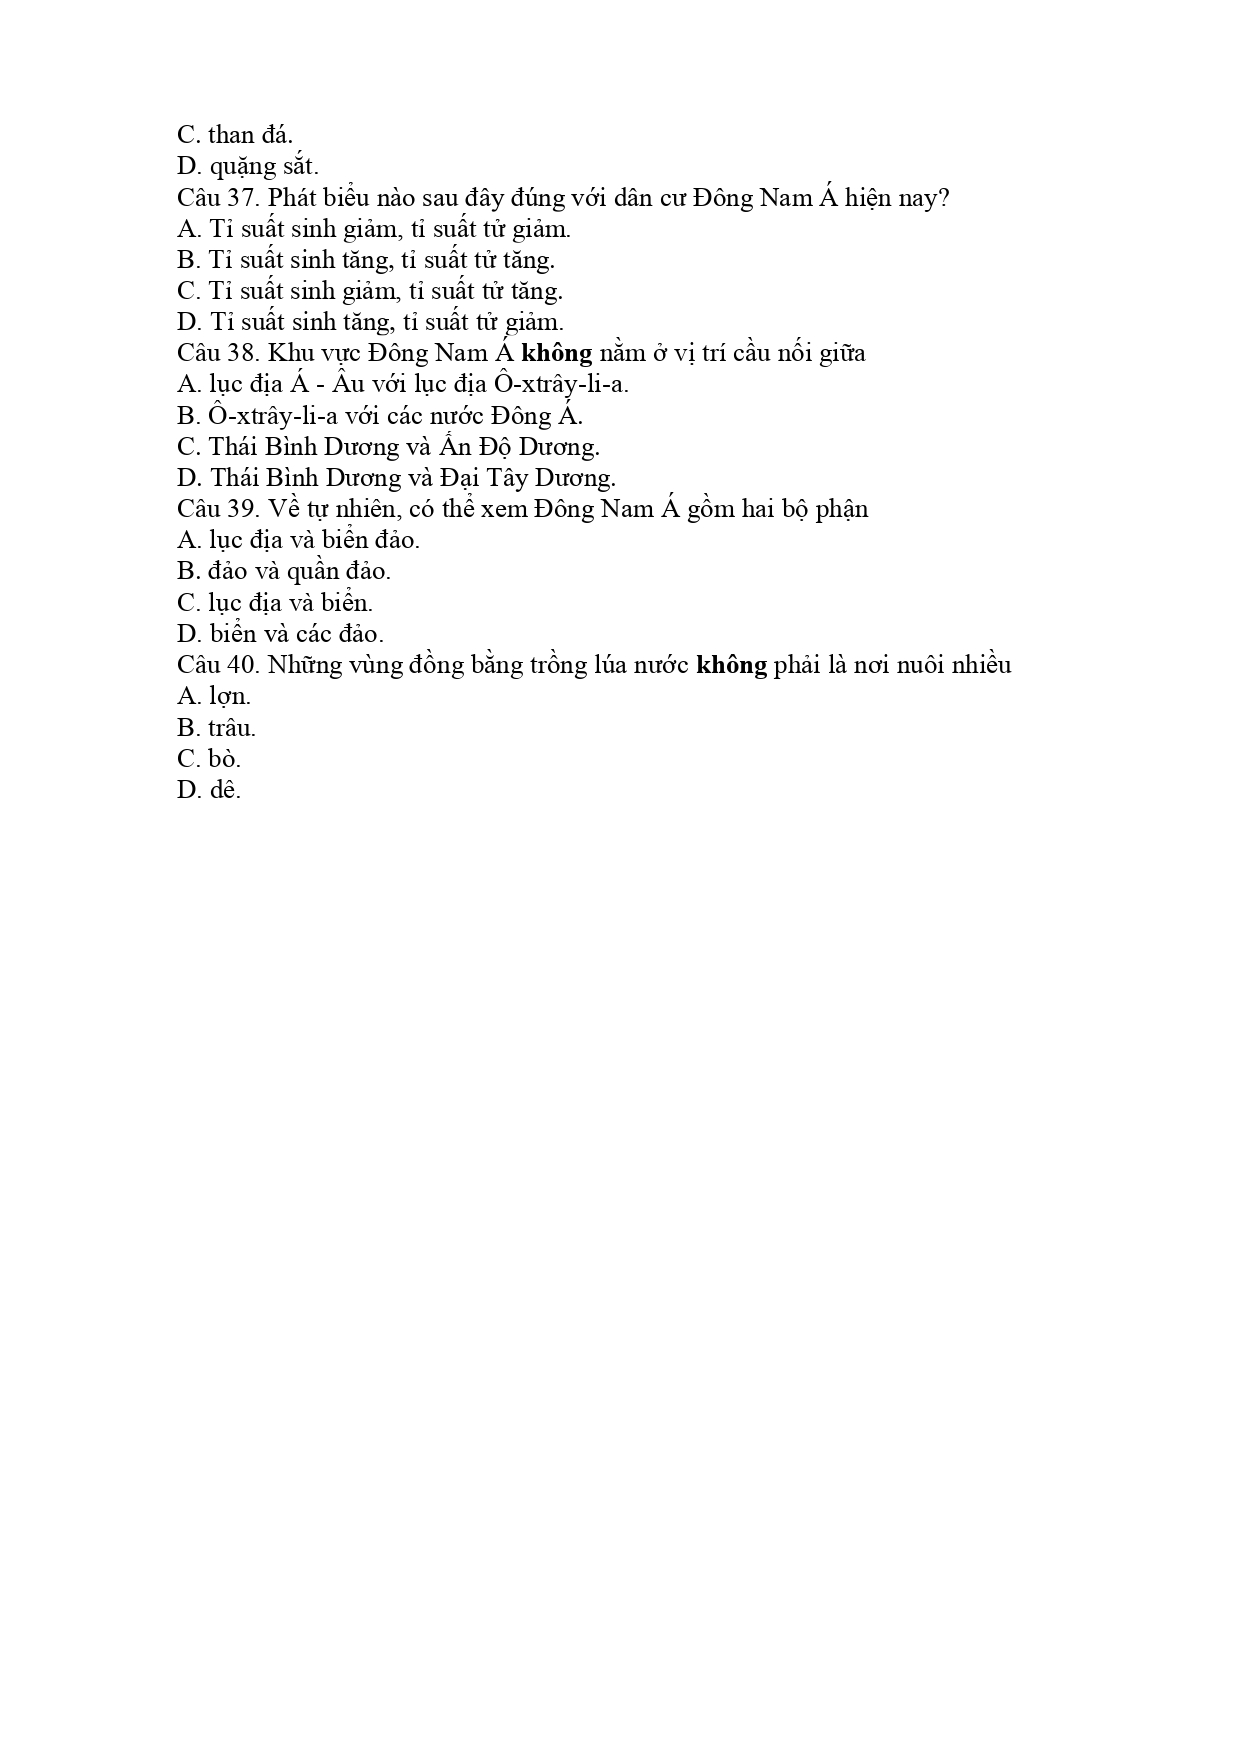 C. than đá.
D. quặng sắt.
Câu 37. Phát biểu nào sau đây đúng với dân cư Đông Nam Á hiện nay?
A. Tỉ suất sinh giảm, tỉ suất tử giảm.
B. Tỉ suất sinh tăng, tỉ suất tử tăng.
C. Tỉ suất sinh giảm, tỉ suất tử tăng.
D. Tỉ suất sinh tăng, tỉ suất tử giảm.
Câu 38. Khu vực Đông Nam Á không nằm ở vị trí cầu nối giữa
A. lục địa Á - Âu với lục địa Ô-xtrây-li-a.
B. Ô-xtrây-li-a với các nước Đông Á.
C. Thái Bình Dương và Ấn Độ Dương.
D. Thái Bình Dương và Đại Tây Dương.
Câu 39. Về tự nhiên, có thể xem Đông Nam Á gồm hai bộ phận
A. lục địa và biển đảo.
B. đảo và quần đảo.
C. lục địa và biển.
D. biển và các đảo.
Câu 40. Những vùng đồng bằng trồng lúa nước không phải là nơi nuôi nhiều
A. lợn.
B. trâu.
C. bò.
D. dê.